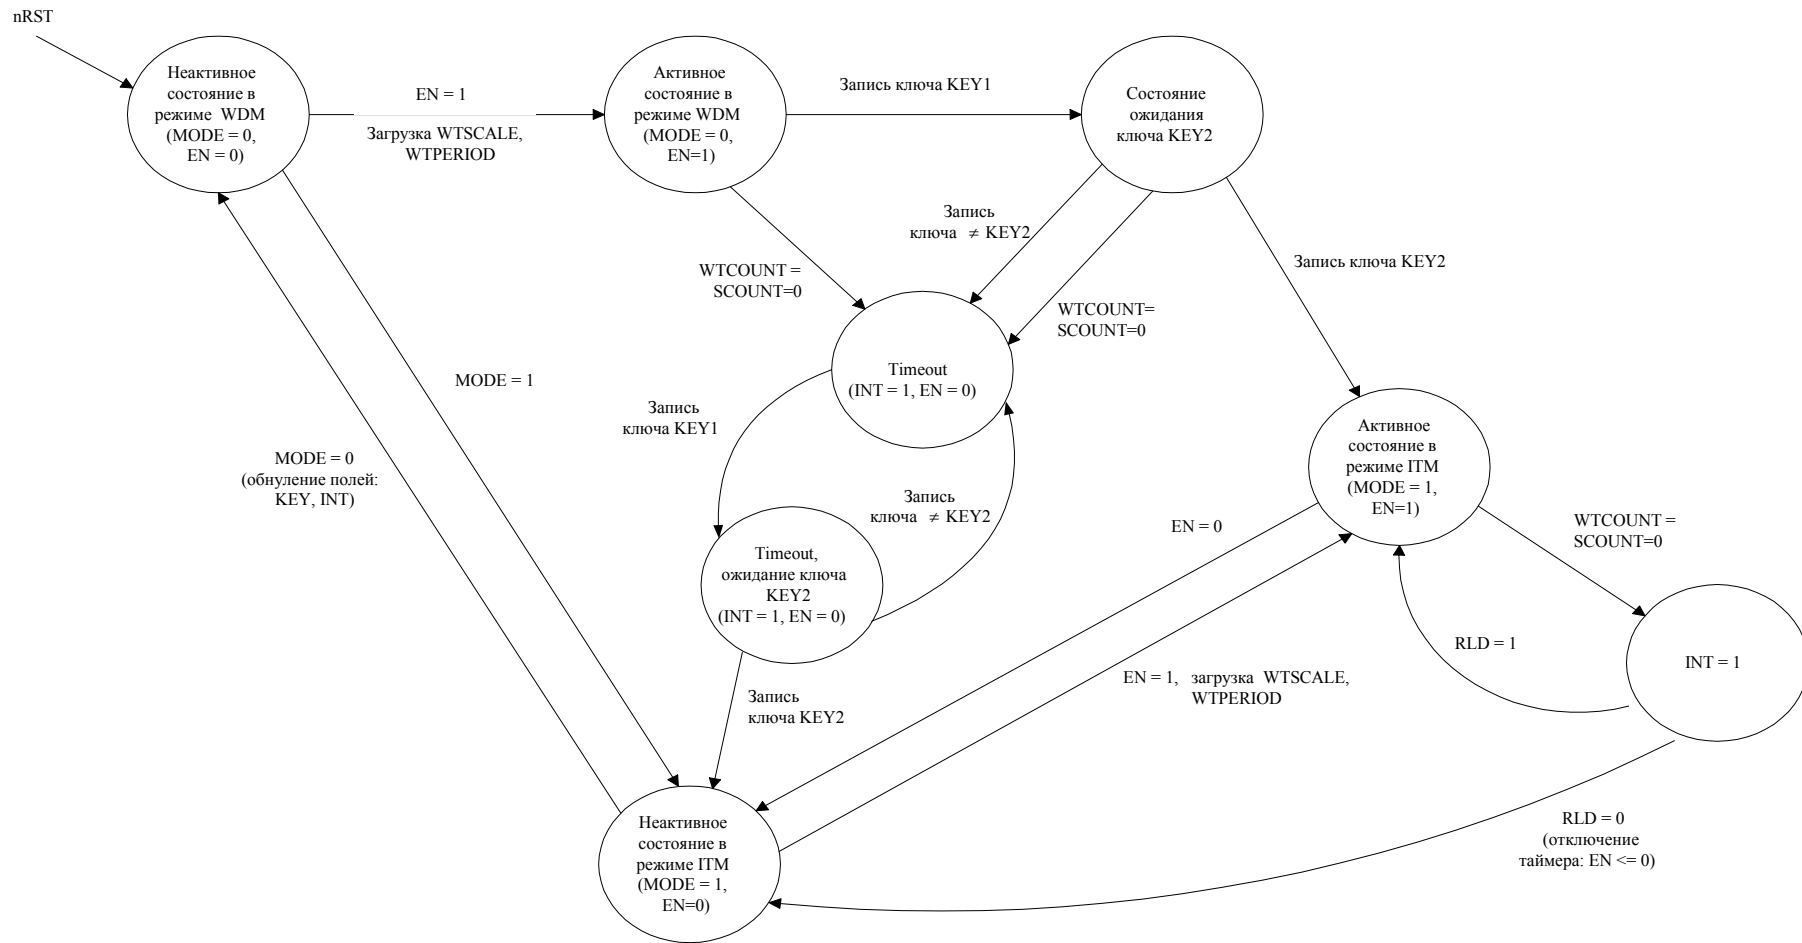 nRST
Неактивное
состояние в
режиме WDM
(MODE = 0,
EN = 0)
EN = 1
Загрузка WTSCALE,
WTPERIOD
Активное
состояние в
режиме WDM
(MODE = 0,
EN=1)
Запись ключа KEY1
Состояние
ожидания
ключа KEY2
Запись
ключа ≠ KEY2
WTCOUNT =
SCOUNT=0
WTCOUNT=
SCOUNT=0
Запись ключа KEY2
Timeout
(INT = 1, EN = 0)
MODE = 1
Запись
ключа KEY1
MODE = 0
(обнуление полей:
KEY, INT)
Запись
ключа ≠ KEY2
Активное
состояние в
режиме ITM
(MODE = 1,
EN=1)
EN = 0
WTCOUNT =
SCOUNT=0
Timeout,
ожидание ключа
KEY2
(INT = 1, EN = 0)
RLD = 1
INT = 1
EN = 1, загрузка WTSCALE,
WTPERIOD
Запись
ключа KEY2
Неактивное
состояние в
режиме ITM
(MODE = 1,
EN=0)
RLD = 0
(отключение
таймера: EN <= 0)